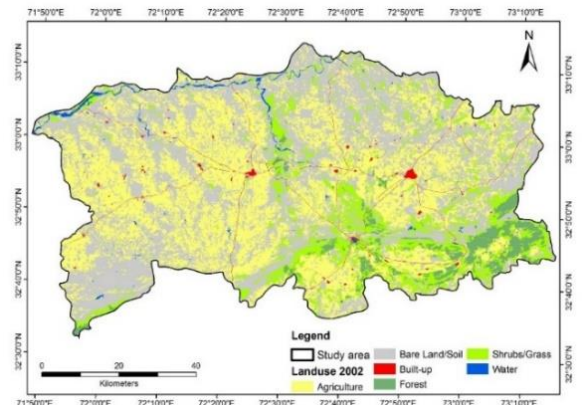 71°50'0"E 72°0'0"E 72°10'0"E 72°20'0"E 72°30'0"E 72°40'0"E 72°50'0"E 73°0'0"E 73°10'0"E
N
33°10'0"N 33°10'0"N
33°0'0"N 33°0'0"N
32°50'0"N 32°50'0"N
32°40'0"N 32°40'0"N
32°30'0"N 32°30'0"N
Legend
Study area
Landuse 2002
Agriculture
Bare Land/Soil
Built-up
Forest
Shrubs/Grass
Water
0 20 40
Kilometers
71°50'0"E 72°0'0"E 72°10'0"E 72°20'0"E 72°30'0"E 72°40'0"E 72°50'0"E 73°0'0"E 73°10'0"E